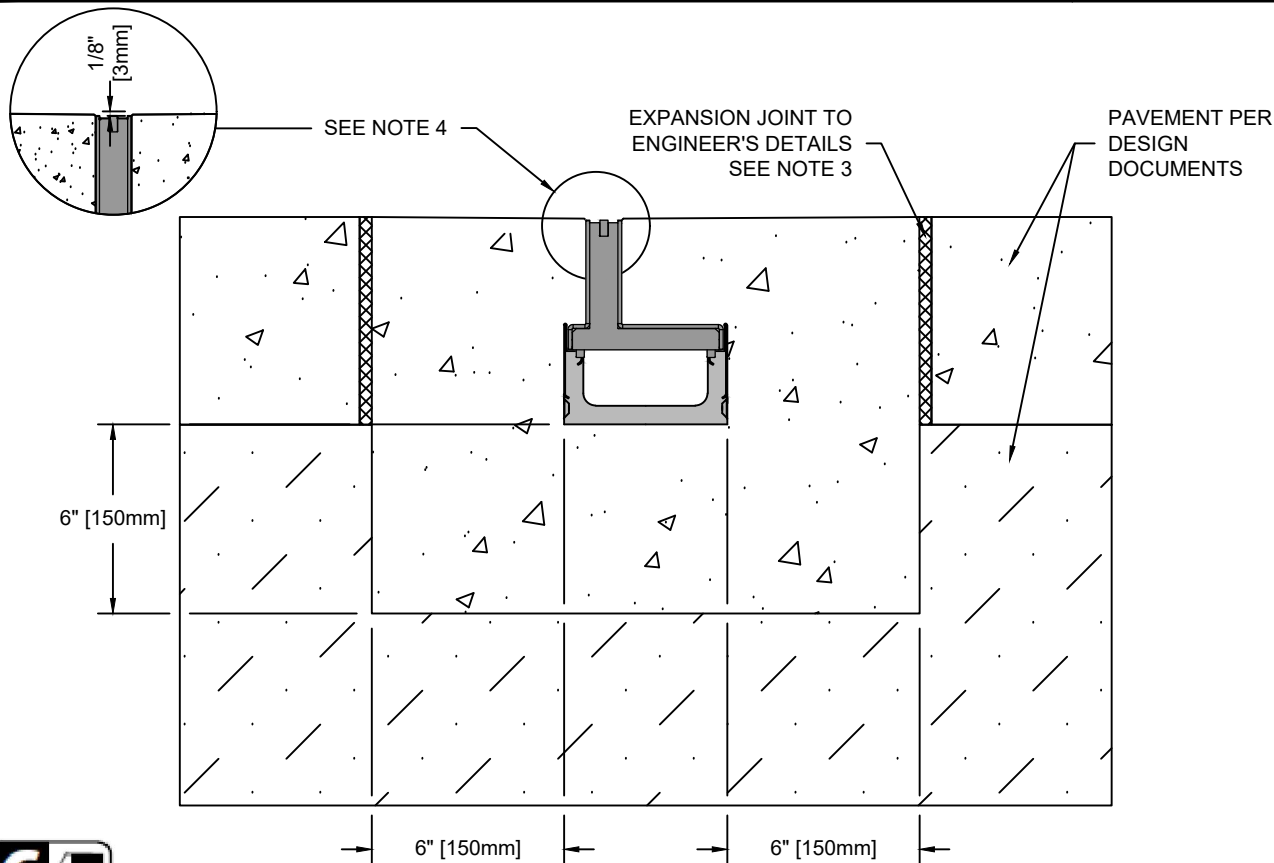 1/8"
[3mm]
SEE NOTE 4
EXPANSION JOINT TO
ENGINEER'S DETAILS
SEE NOTE 3
PAVEMENT PER
DESIGN
DOCUMENTS
6" [150mm]
6" [150mm]
6" [150mm]